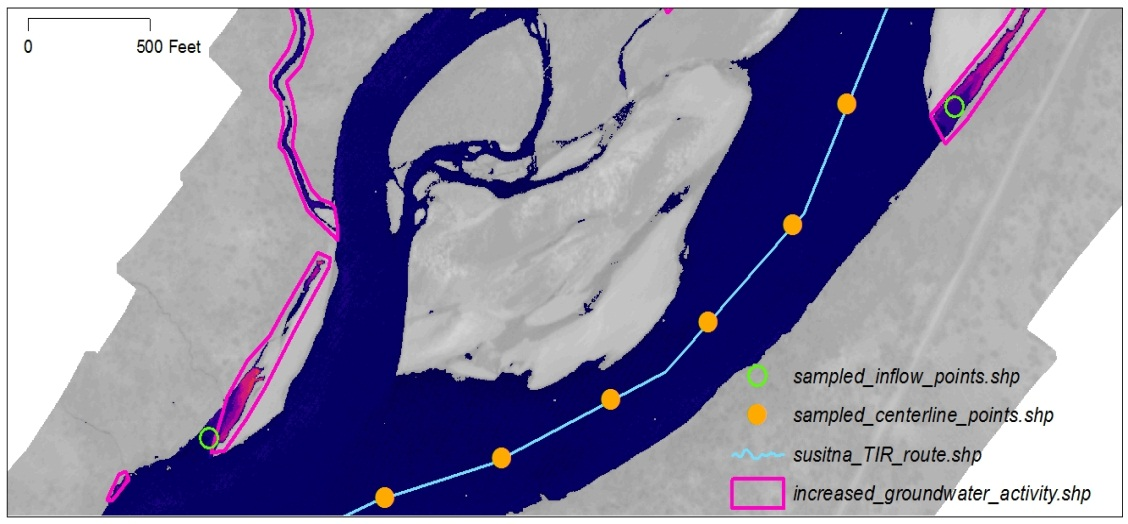 0 500 Feet
sampled_inflow_points.shp
sampled_centerline_points.shp
susitna_TIR_route.shp
increased_groundwater_activity.shp